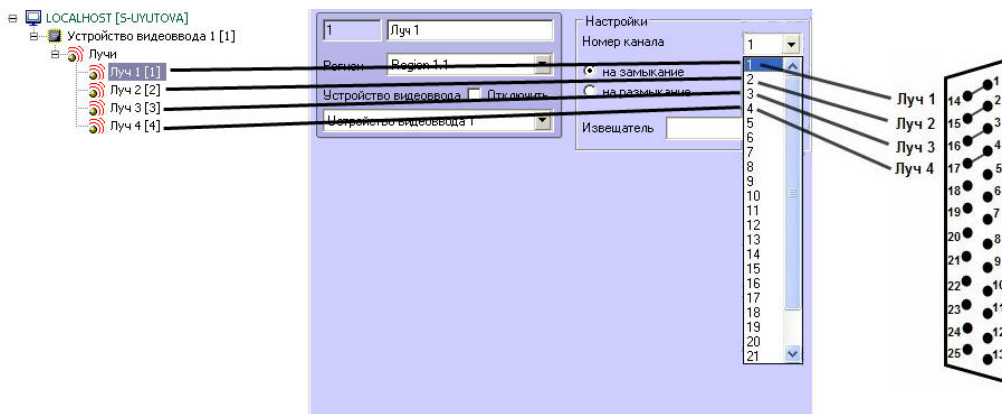 LOCALHOST [S-UYUTOVA]
Устройство видеоввода 1 [1]
Лучи
Луч 1 [1]
Луч 2 [2]
Луч 3 [3]
Луч 4 [4]
1
Луч 1
Регион
Region 1.1
Устройство видеоввода
Отключить
Устройство видеоввода 1
Настройки
Номер канала
1
на замыкание
на размыкание
Извещатель
1
2
3
4
5
6
7
8
9
10
11
12
13
14
15
16
17
18
19
20
21
Луч 1
Луч 2
Луч 3
Луч 4
1
14
2
15
3
16
4
17
5
18
6
19
7
20
8
21
9
22
10
23
11
24
12
25
13